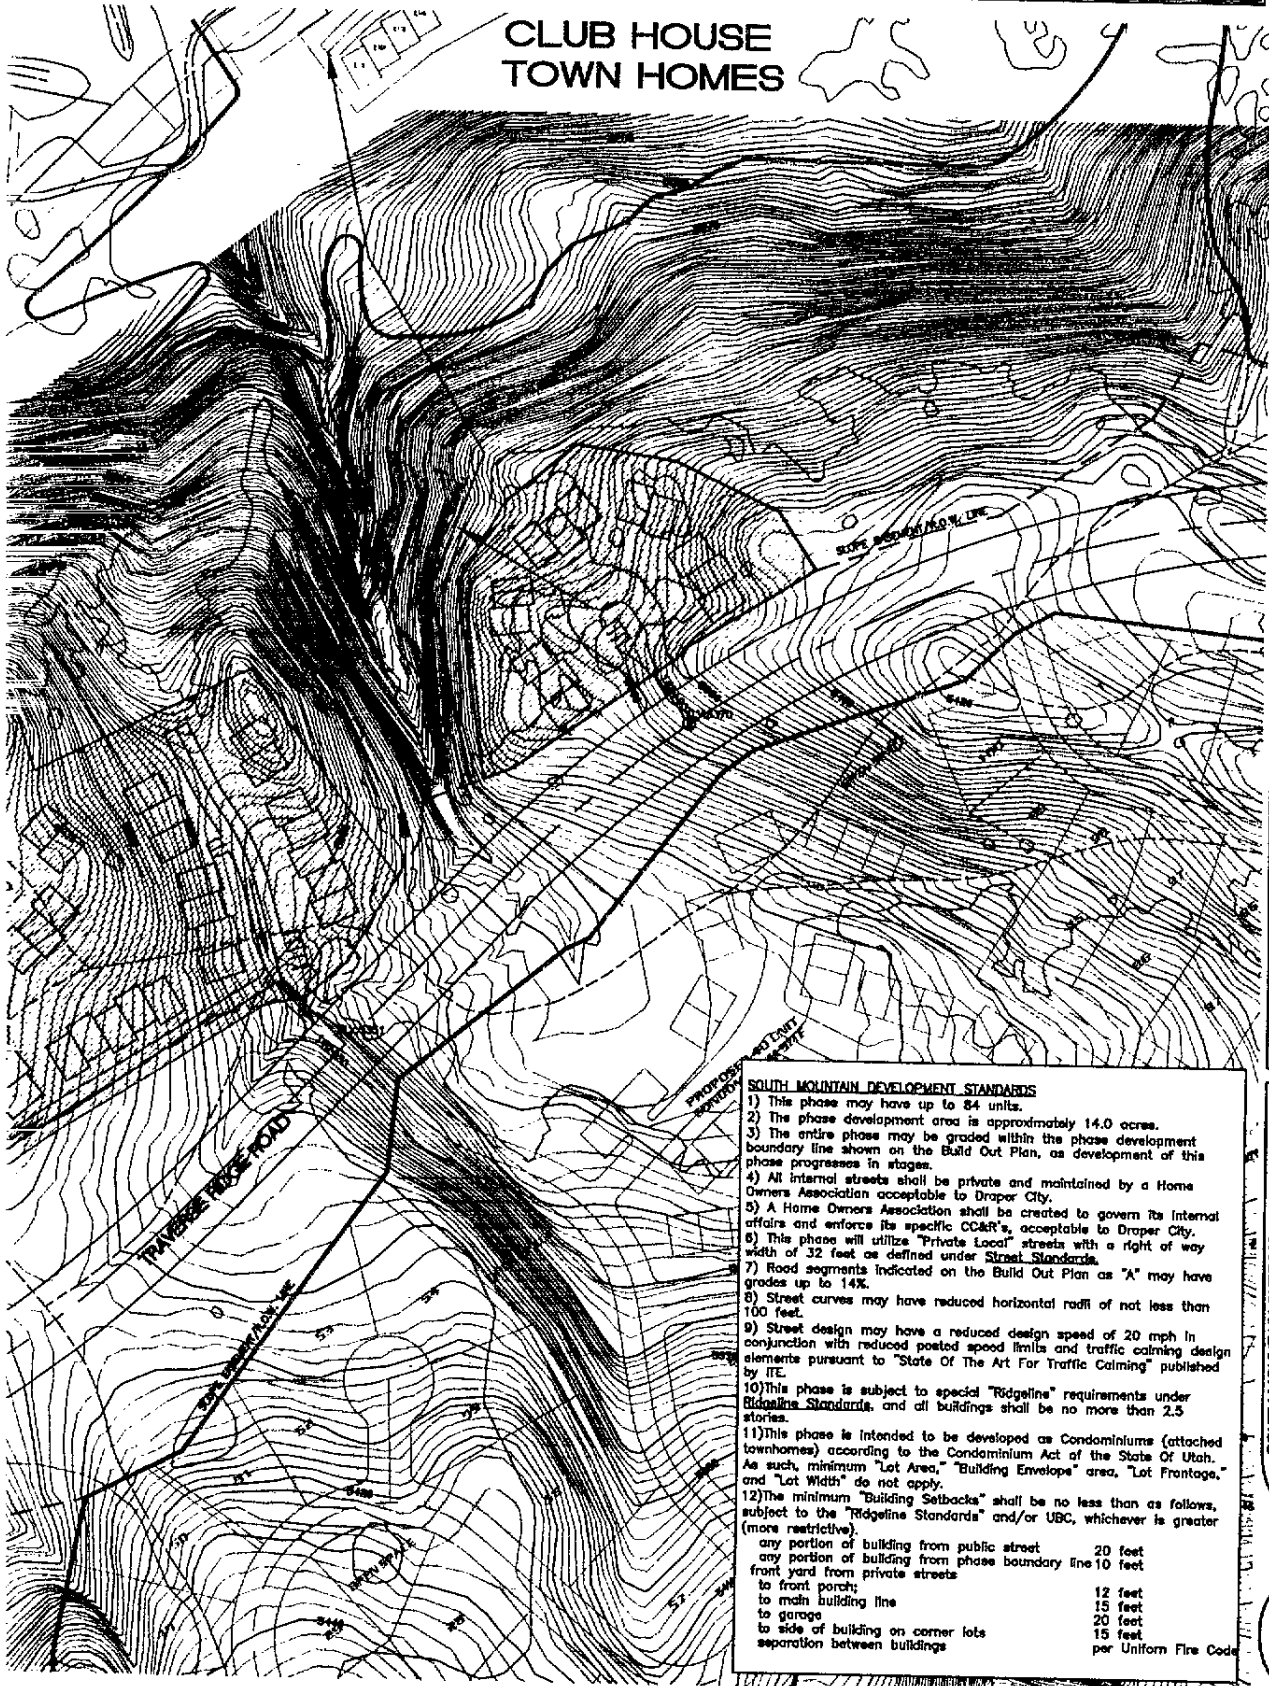 CLUB HOUSE
TOWN HOMES
SLOPE EASEMENT/R.O.W. LINE
TRAVERSE RIDGE ROAD
SLOPE EASEMENT/R.O.W. LINE
OPEN SPACE
SOUTH MOUNTAIN DEVELOPMENT STANDARDS
1) This phase may have up to 84 units.
2) The phase development area is approximately 14.0 acres.
3) The entire phase may be graded within the phase development
boundary line shown on the Build Out Plan, as development of this
phase progresses in stages.
4) All internal streets shall be private and maintained by a Home
Owners Association acceptable to Draper City.
5) A Home Owners Association shall be created to govern its internal
affairs and enforce its specific CC&R's, acceptable to Draper City.
6) This phase will utilize "Private Local" streets with a right of way
width of 32 feet as defined under Street Standards.
7) Road segments indicated on the Build Out Plan as "A" may have
grades up to 14%.
8) Street curves may have reduced horizontal radii of not less than
100 feet.
9) Street design may have a reduced design speed of 20 mph in
conjunction with reduced posted speed limits and traffic calming design
elements pursuant to "State Of The Art For Traffic Calming" published
by ITE.
10)This phase is subject to special "Ridgeline" requirements under
Ridgeline Standards, and all buildings shall be no more than 2.5
stories.
11)This phase is intended to be developed as Condominiums (attached
townhomes) according to the Condominium Act of the State Of Utah.
As such, minimum "Lot Area," "Building Envelope" area, "Lot Frontage,"
and "Lot Width" do not apply.
12)The minimum "Building Setbacks" shall be no less than as follows,
subject to the "Ridgeline Standards" and/or UBC, whichever is greater
(more restrictive).
any portion of building from public street 20 feet
any portion of building from phase boundary line 10 feet
front yard from private streets
to front porch; 12 feet
to main building line 15 feet
to garage 20 feet
to side of building on corner lots 15 feet
separation between buildings per Uniform Fire Code